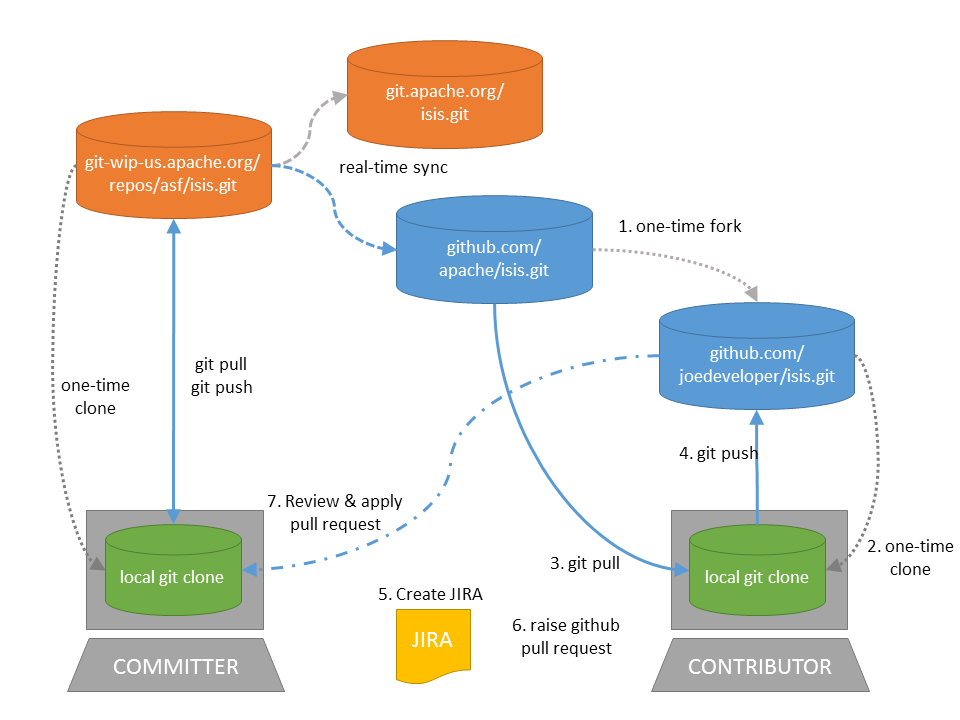 git.apache.org/
isis.git
git-wip-us.apache.org/
repos/asf/isis.git
real-time sync
github.com/
apache/isis.git
1. one-time fork
github.com/
joedeveloper/isis.git
git pull
git push
one-time
clone
4. git push
7. Review & apply
pull request
local git clone
3. git pull
local git clone
2. one-time
clone
5. Create JIRA
JIRA
6. raise github
pull request
COMMITTER
CONTRIBUTOR